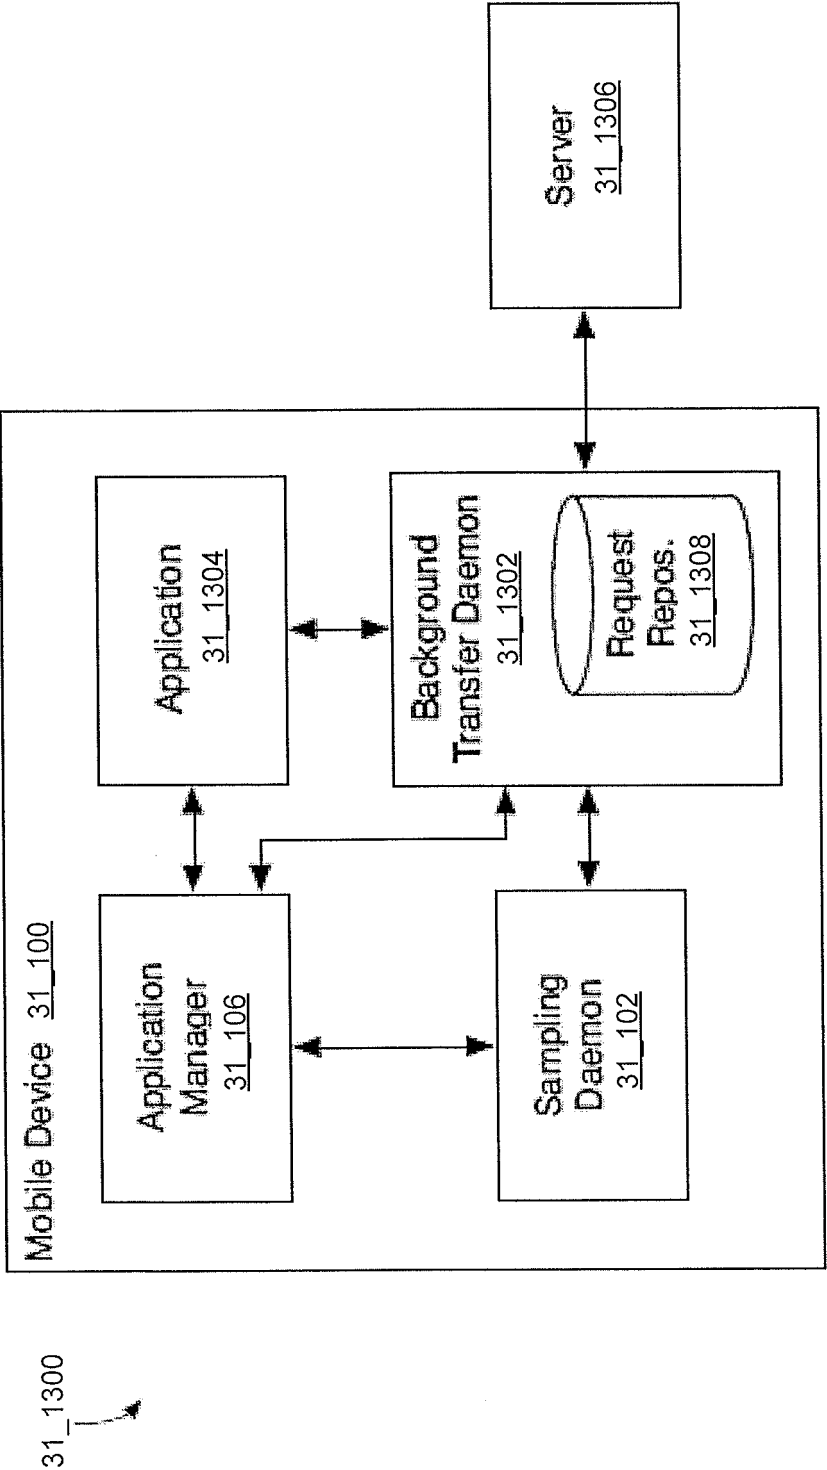 31_1300
Mobile Device 31_100
Application
Manager
31_106
Application
31_1304
Sampling
Daemon
31_102
Background
Transfer Daemon
31_1302
Request
Repos.
31_1308
Server
31_1306